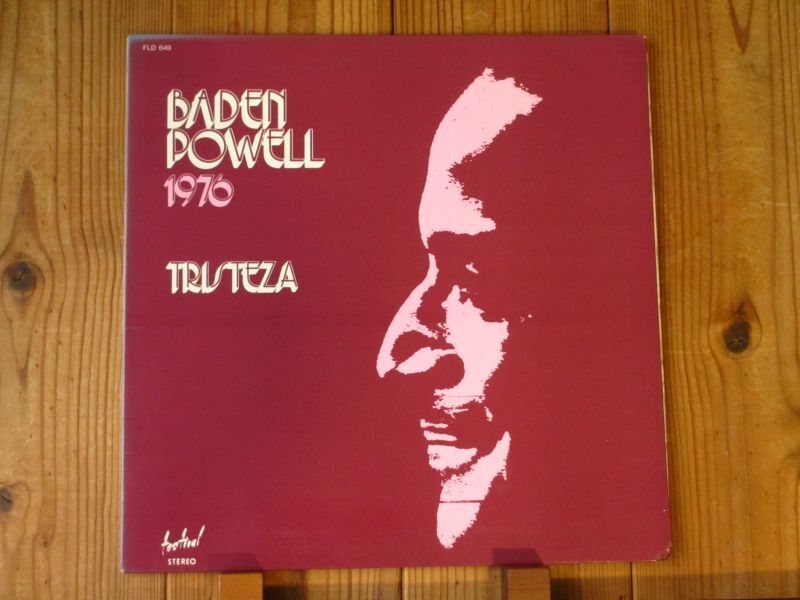 FLD 649
BADEN
POWELL
1976
TRISTEZA
festival
STEREO